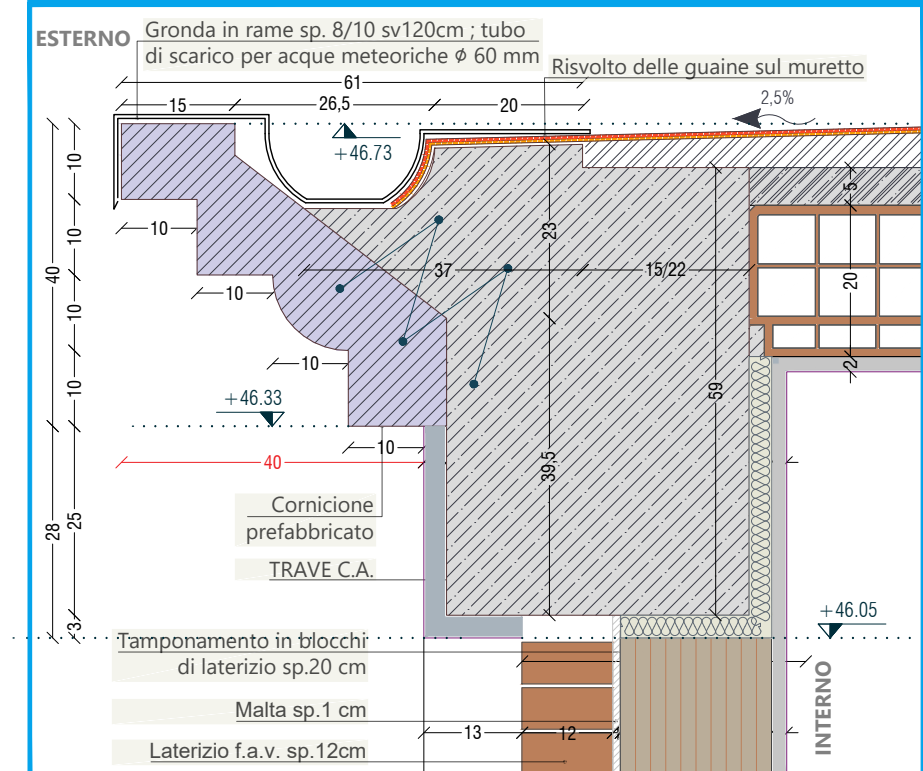 ESTERNO
Gronda in rame sp. 8/10 sv120cm ; tubo
di scarico per acque meteoriche ϕ 60 mm
Risvolto delle guaine sul muretto
61
15
26,5
20
2,5%
+46.73
10
10
10
10
40
10
10
10
10
23
37
15/22
5
20
2
59
39,5
+46.33
40
28
25
3
Cornicione
prefabbricato
TRAVE C.A.
+46.05
Tamponamento in blocchi
di laterizio sp.20 cm
Malta sp.1 cm
Laterizio f.a.v. sp.12cm
13
12
INTERNO